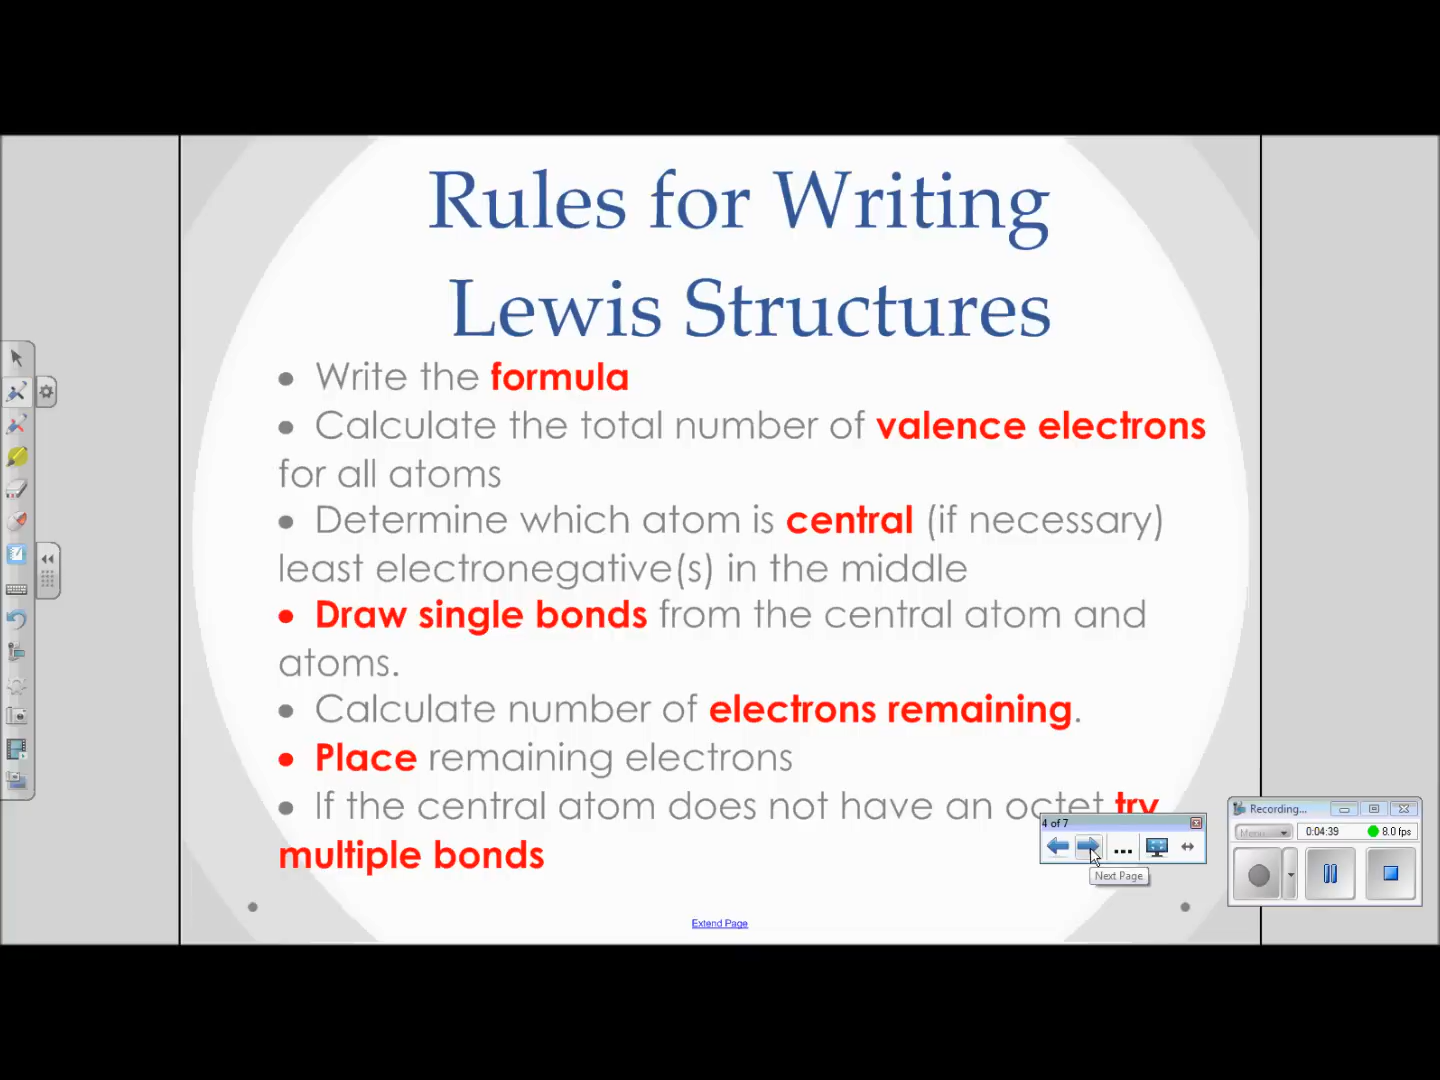 Rules for Writing
Lewis Structures
• Write the formula
• Calculate the total number of valence electrons
for all atoms
• Determine which atom is central (if necessary)
least electronegative(s) in the middle
• Draw single bonds from the central atom and
atoms.
• Calculate number of electrons remaining.
• Place remaining electrons
• If the central atom does not have an octet try
multiple bonds
4 of 7
Next Page
Recording...
Menu
0:04:39
8.0 fps
Extend Page